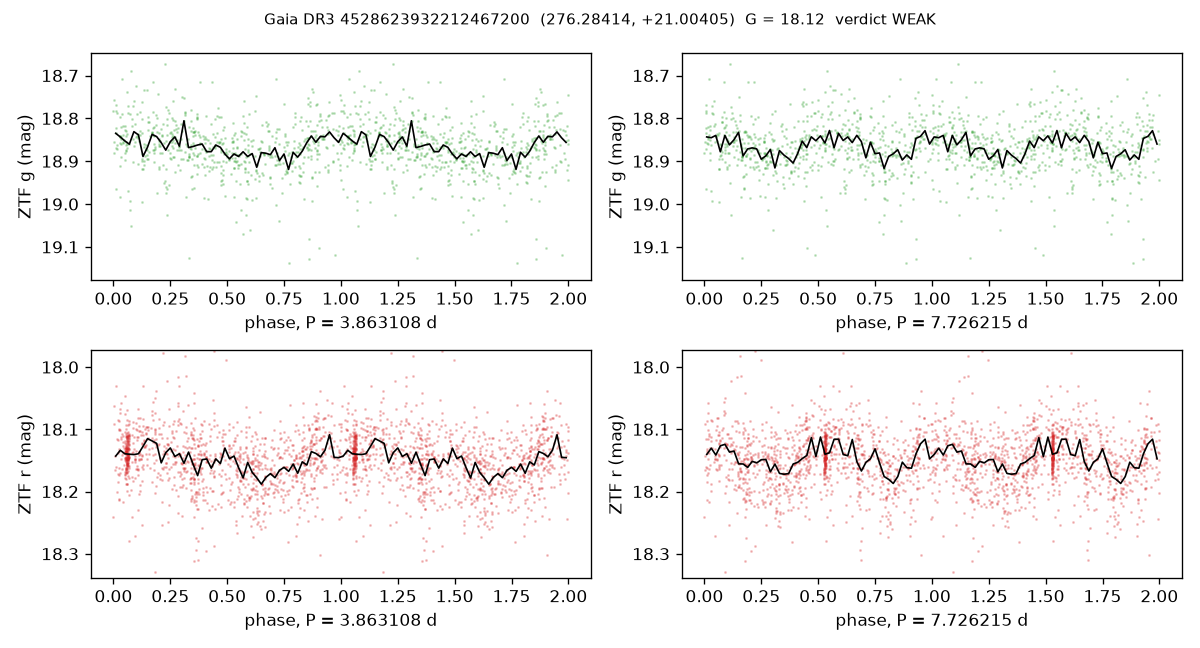 Gaia DR3 4528623932212467200 (276.28414, +21.00405) G = 18.12 verdict WEAK
ZTF g (mag)
18.7
18.8
18.9
19.0
19.1
0.00 0.25 0.50 0.75 1.00 1.25 1.50 1.75 2.00
phase, P = 3.863108 d
ZTF g (mag)
18.7
18.8
18.9
19.0
19.1
0.00 0.25 0.50 0.75 1.00 1.25 1.50 1.75 2.00
phase, P = 7.726215 d
ZTF r (mag)
18.0
18.1
18.2
18.3
0.00 0.25 0.50 0.75 1.00 1.25 1.50 1.75 2.00
phase, P = 3.863108 d
ZTF r (mag)
18.0
18.1
18.2
18.3
0.00 0.25 0.50 0.75 1.00 1.25 1.50 1.75 2.00
phase, P = 7.726215 d